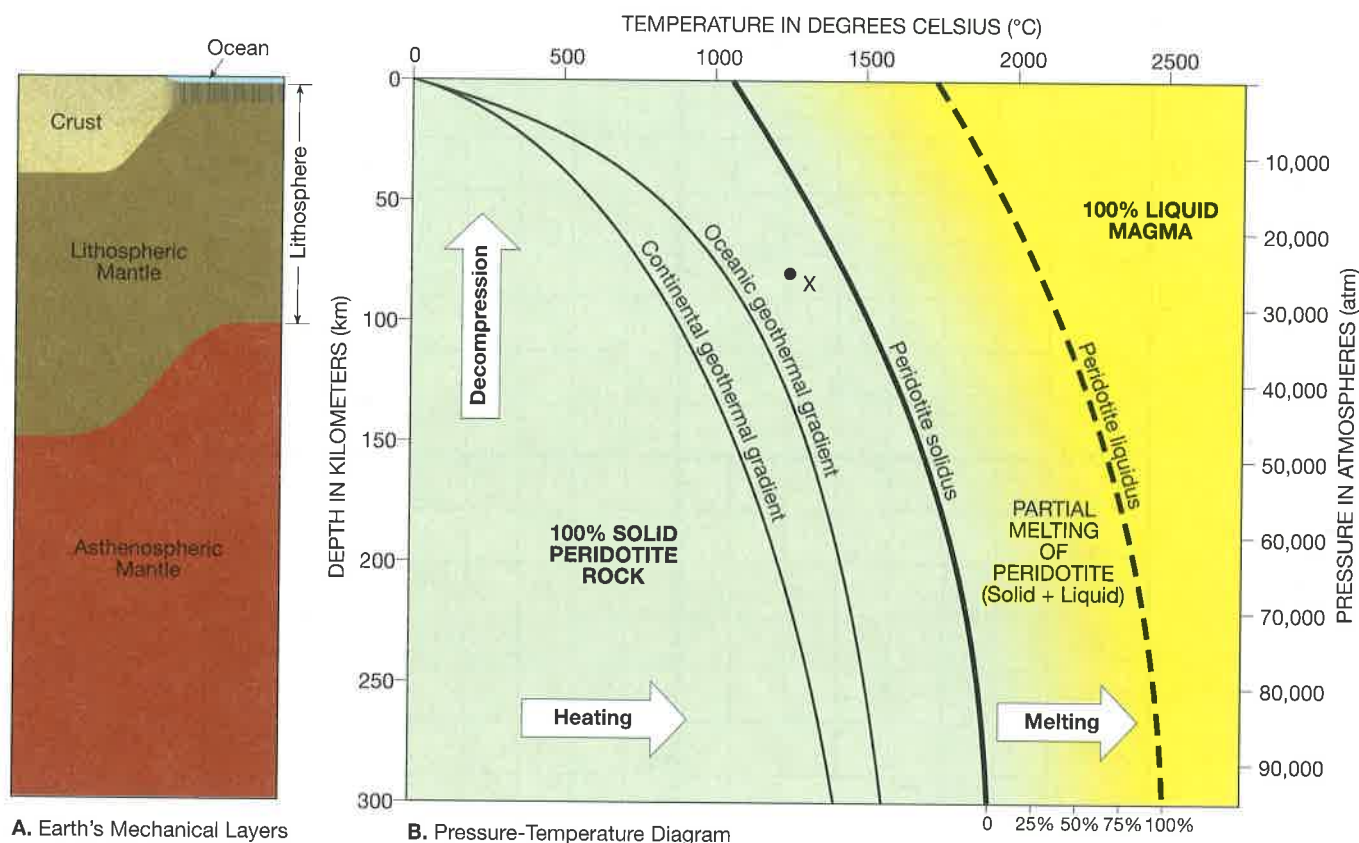 Ocean
Crust
Lithosphere
Lithospheric
Mantle
Asthenospheric
Mantle
A. Earth's Mechanical Layers
TEMPERATURE IN DEGREES CELSIUS (°C)
0 500 1000 1500 2000 2500
DEPTH IN KILOMETERS (km)
0
50
100
150
200
250
300
Decompression
Continental geothermal gradient
Oceanic geothermal gradient
X
Peridotite solidus
Peridotite liquidus
100% LIQUID
MAGMA
100% SOLID
PERIDOTITE
ROCK
PARTIAL
MELTING
OF
PERIDOTITE
(Solid + Liquid)
Heating
Melting
10,000
20,000
30,000
40,000
50,000
60,000
70,000
80,000
90,000
PRESSURE IN ATMOSPHERES (atm)
0 25% 50% 75% 100%
B. Pressure-Temperature Diagram